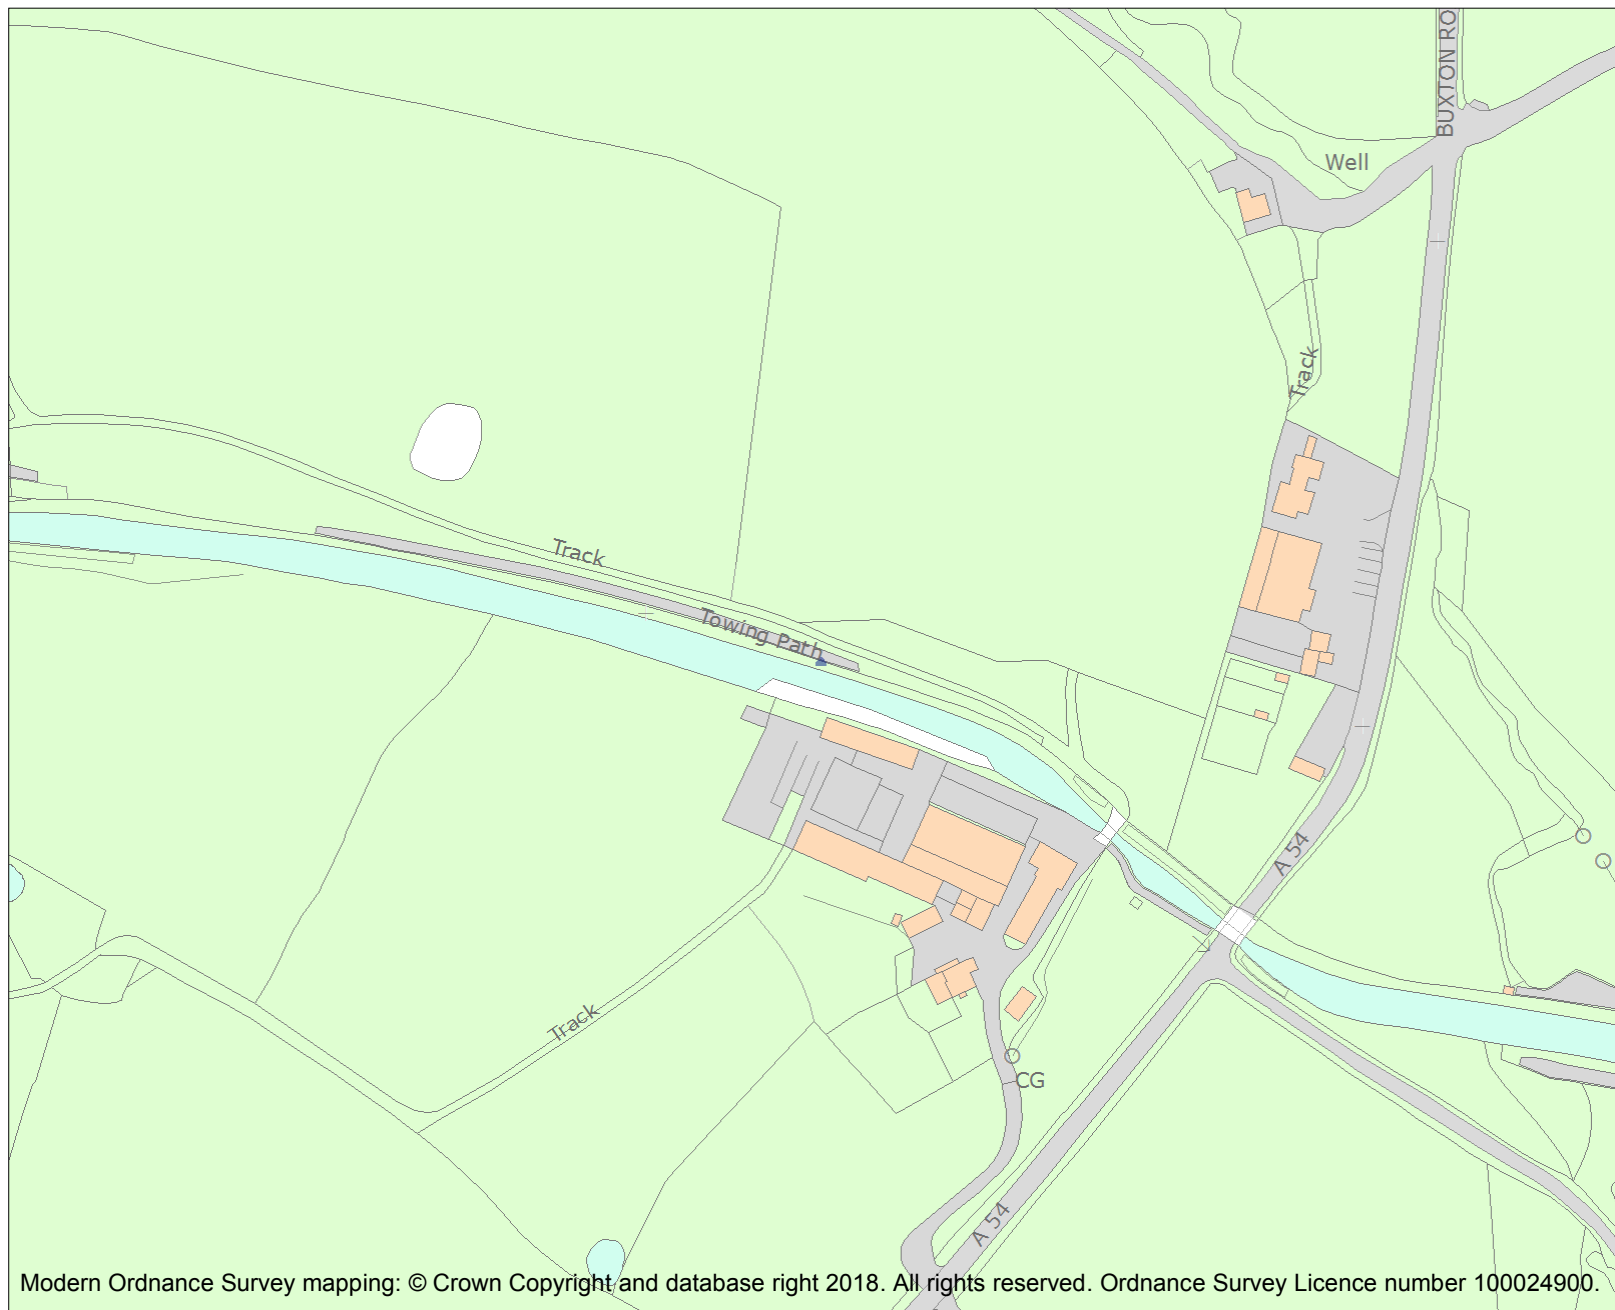 BUXTON RO
Well
Track
Track
Towing Path
A 54
Track
CG
A 54
Modern Ordnance Survey mapping: © Crown Copyright and database right 2018. All rights reserved. Ordnance Survey Licence number 100024900.